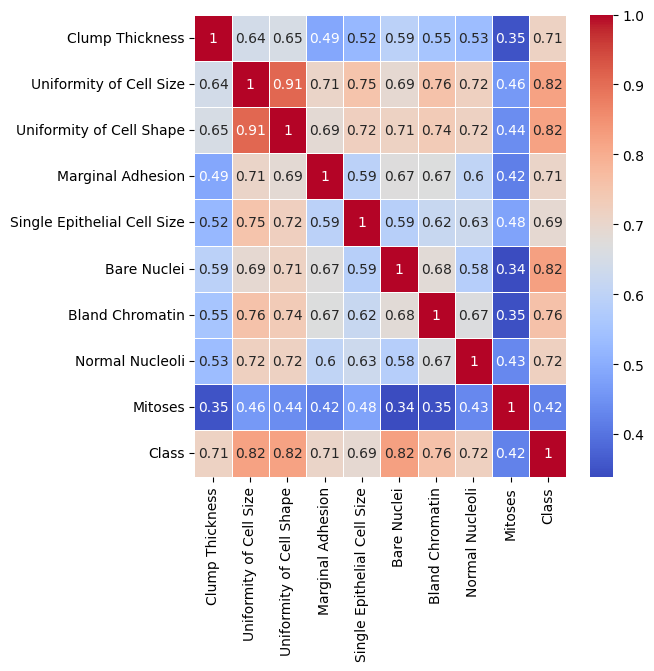 Clump Thickness 1 0.64 0.65 0.49 0.52 0.59 0.55 0.53 0.35 0.71
Uniformity of Cell Size 0.64 1 0.91 0.71 0.75 0.69 0.76 0.72 0.46 0.82
Uniformity of Cell Shape 0.65 0.91 1 0.69 0.72 0.71 0.74 0.72 0.44 0.82
Marginal Adhesion 0.49 0.71 0.69 1 0.59 0.67 0.67 0.6 0.42 0.71
Single Epithelial Cell Size 0.52 0.75 0.72 0.59 1 0.59 0.62 0.63 0.48 0.69
Bare Nuclei 0.59 0.69 0.71 0.67 0.59 1 0.68 0.58 0.34 0.82
Bland Chromatin 0.55 0.76 0.74 0.67 0.62 0.68 1 0.67 0.35 0.76
Normal Nucleoli 0.53 0.72 0.72 0.6 0.63 0.58 0.67 1 0.43 0.72
Mitoses 0.35 0.46 0.44 0.42 0.48 0.34 0.35 0.43 1 0.42
Class 0.71 0.82 0.82 0.71 0.69 0.82 0.76 0.72 0.42 1
Clump Thickness
Uniformity of Cell Size
Uniformity of Cell Shape
Marginal Adhesion
Single Epithelial Cell Size
Bare Nuclei
Bland Chromatin
Normal Nucleoli
Mitoses
Class
1.0
0.9
0.8
0.7
0.6
0.5
0.4